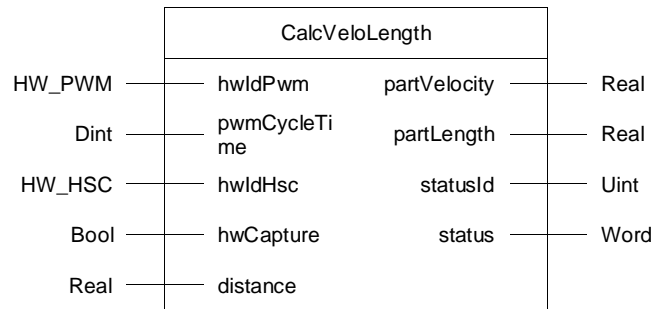 CalcVeloLength
HW_PWM hwIdPwm partVelocity Real
Dint pwmCycleTi partLength Real
me
HW_HSC hwIdHsc statusId Uint
Bool hwCapture status Word
Real distance